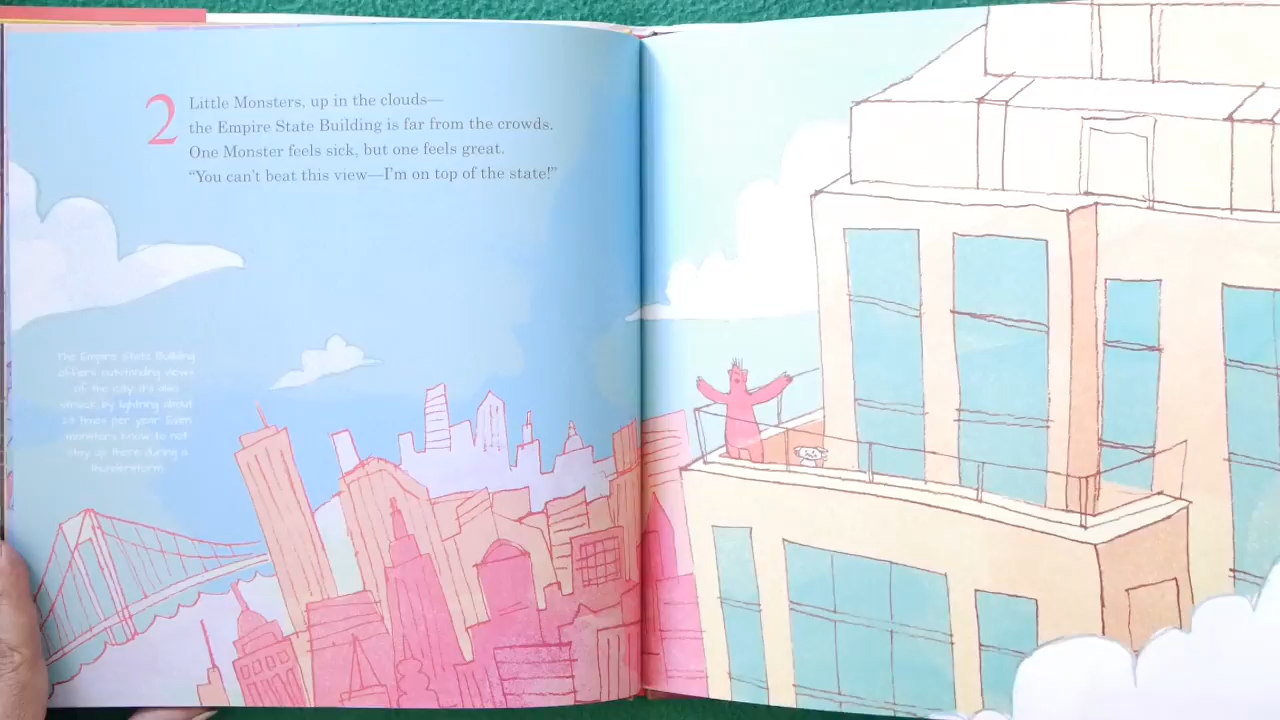 2
Little Monsters, up in the clouds—
the Empire State Building is far from the crowds.
One Monster feels sick, but one feels great.
“You can’t beat this view—I’m on top of the state!”
The Empire State Building
offers outstanding views
of the city. It's also
struck by lightning about
23 times per year. Even
monsters know to not
stay up there during a
thunderstorm.